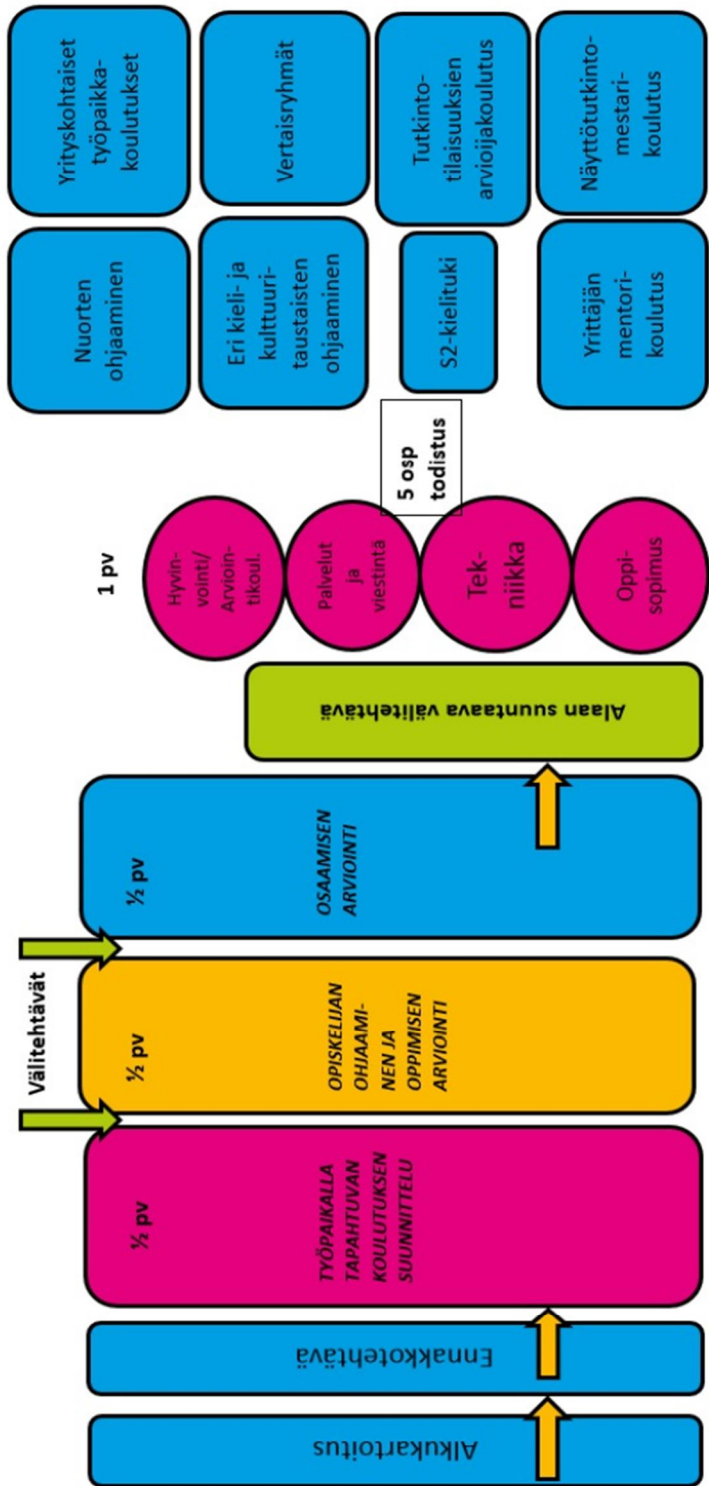 Alkukartoitus
Ennakkotehtävä
½ pv
TYÖPAIKALLA
TAPAHTUVAN
KOULUTUKSEN
SUUNNITTELU
Välitehtävät
½ pv
OPISKELIJAN
OHJAAMI-
NEN JA
OPPIMISEN
ARVIOINTI
½ pv
OSAAMISEN
ARVIOINTI
Alaan suuntaava välitehtävä
1 pv
Hyvin-
vointi/
Arvioin-
tikoul.
Palvelut
ja
viestintä
Tek-
niikka
Oppi-
sopimus
5 osp
todistus
Nuorten
ohjaaminen
Eri kieli- ja
kulttuuri-
taustaisten
ohjaaminen
S2-kielituki
Yrittäjän
mentori-
koulutus
Yrityskohtaiset
työpaikka-
koulutukset
Vertaisryhmät
Tutkinto-
tilaisuuksien
arvioijakoulutus
Näyttötutkinto-
mestari-
koulutus